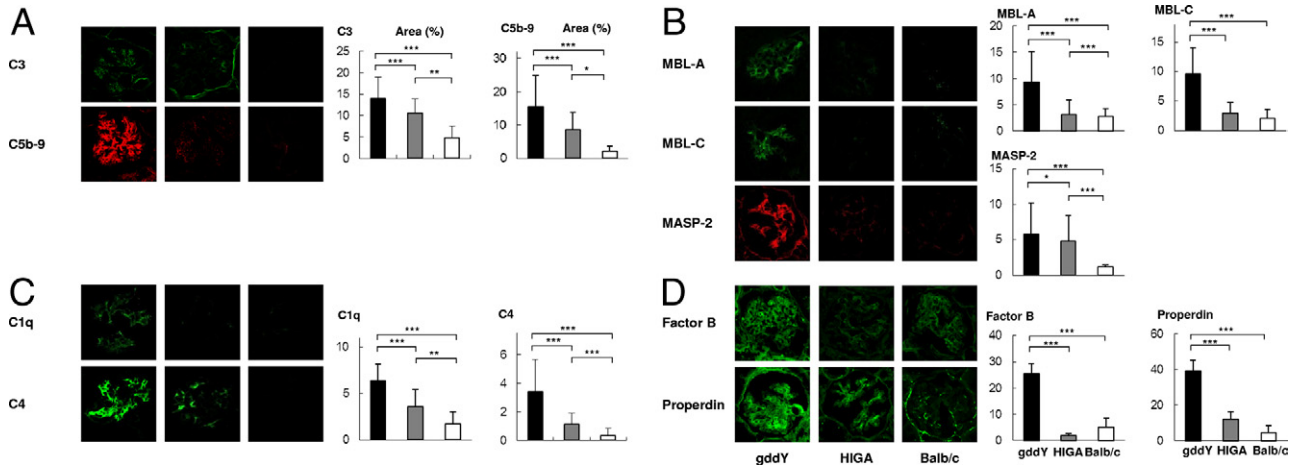 A
C3
C5b-9
C3 Area (%)
25
20
15
10
5
0
***
***
**
C5b-9 Area (%)
30
20
10
0
***
***
*
B
MBL-A
MBL-C
MASP-2
MBL-A
20
15
10
5
0
***
***
***
MBL-C
15
10
5
0
***
***
MASP-2
15
10
5
0
***
*
***
C
C1q
C4
C1q
10
5
0
***
***
**
C4
6
4
2
0
***
***
***
D
Factor B
Properdin
gddY HIGA Balb/c
Factor B
40
30
20
10
0
***
***
gddY HIGA Balb/c
Properdin
60
40
20
0
***
***
gddY HIGA Balb/c